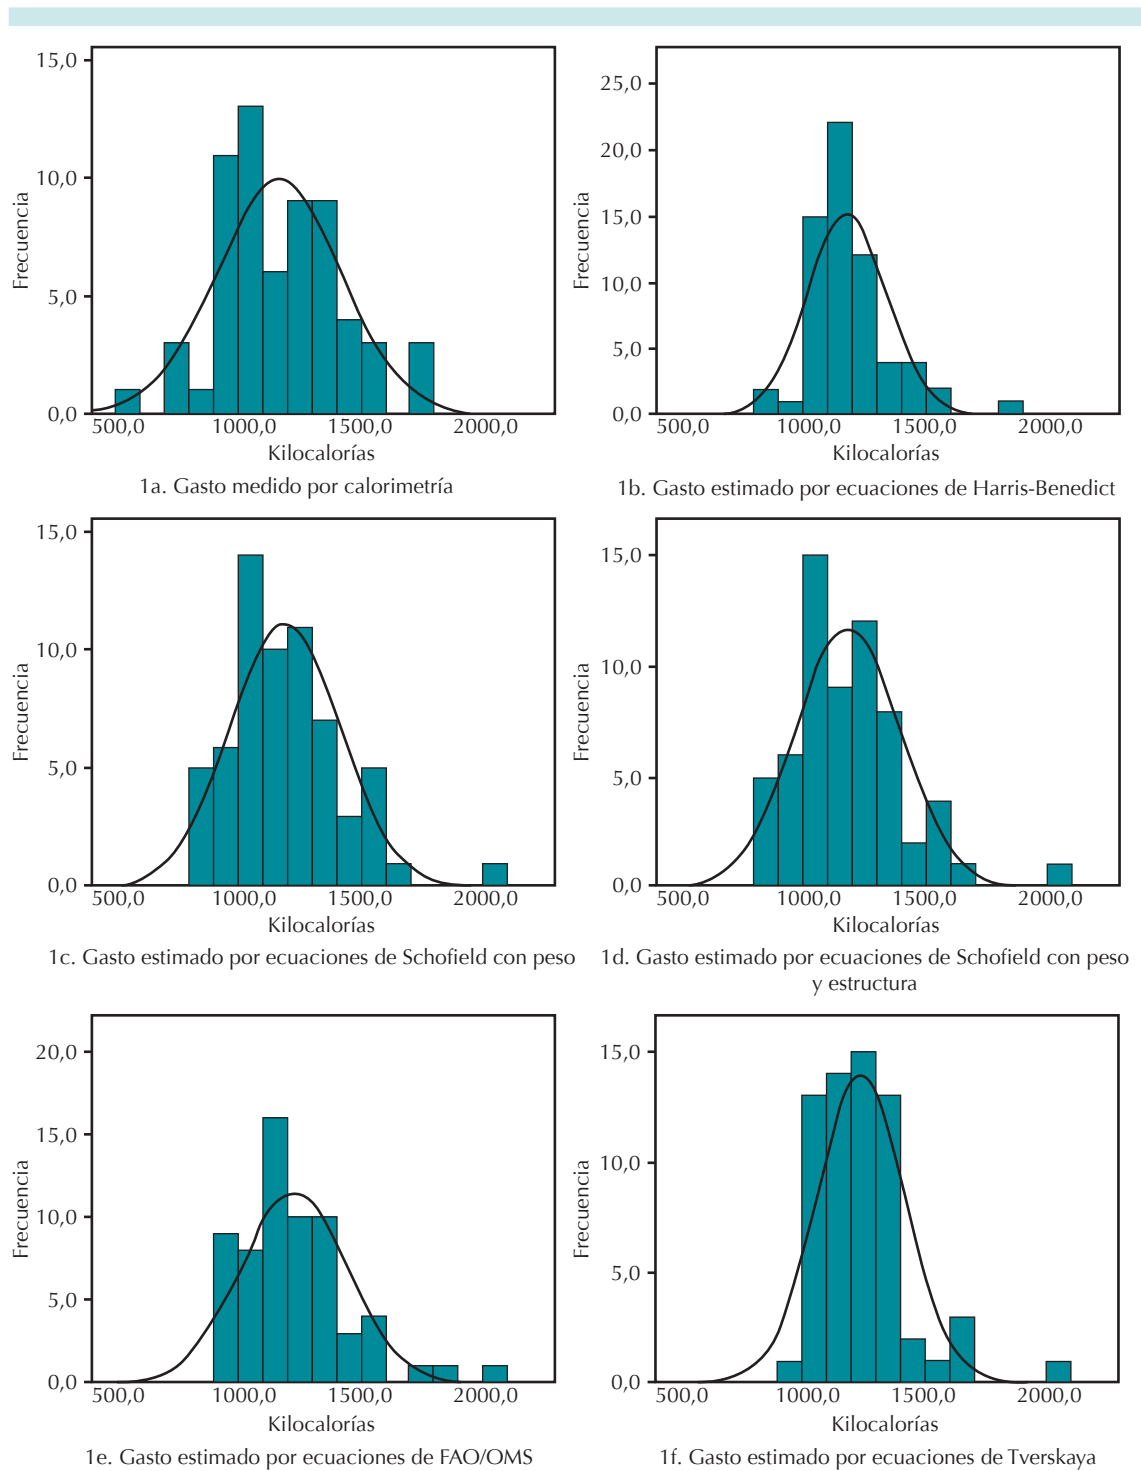 15,0
10,0
5,0
0,0
Frecuencia
500,0 1000,0 1500,0 2000,0
Kilocalorías
1a. Gasto medido por calorimetría
25,0
20,0
15,0
10,0
5,0
0,0
Frecuencia
500,0 1000,0 1500,0 2000,0
Kilocalorías
1b. Gasto estimado por ecuaciones de Harris-Benedict
15,0
10,0
5,0
0,0
Frecuencia
500,0 1000,0 1500,0 2000,0
Kilocalorías
1c. Gasto estimado por ecuaciones de Schofield con peso
15,0
10,0
5,0
0,0
Frecuencia
500,0 1000,0 1500,0 2000,0
Kilocalorías
1d. Gasto estimado por ecuaciones de Schofield con peso
y estructura
20,0
15,0
10,0
5,0
0,0
Frecuencia
500,0 1000,0 1500,0 2000,0
Kilocalorías
1e. Gasto estimado por ecuaciones de FAO/OMS
15,0
10,0
5,0
0,0
Frecuencia
500,0 1000,0 1500,0 2000,0
Kilocalorías
1f. Gasto estimado por ecuaciones de Tverskaya